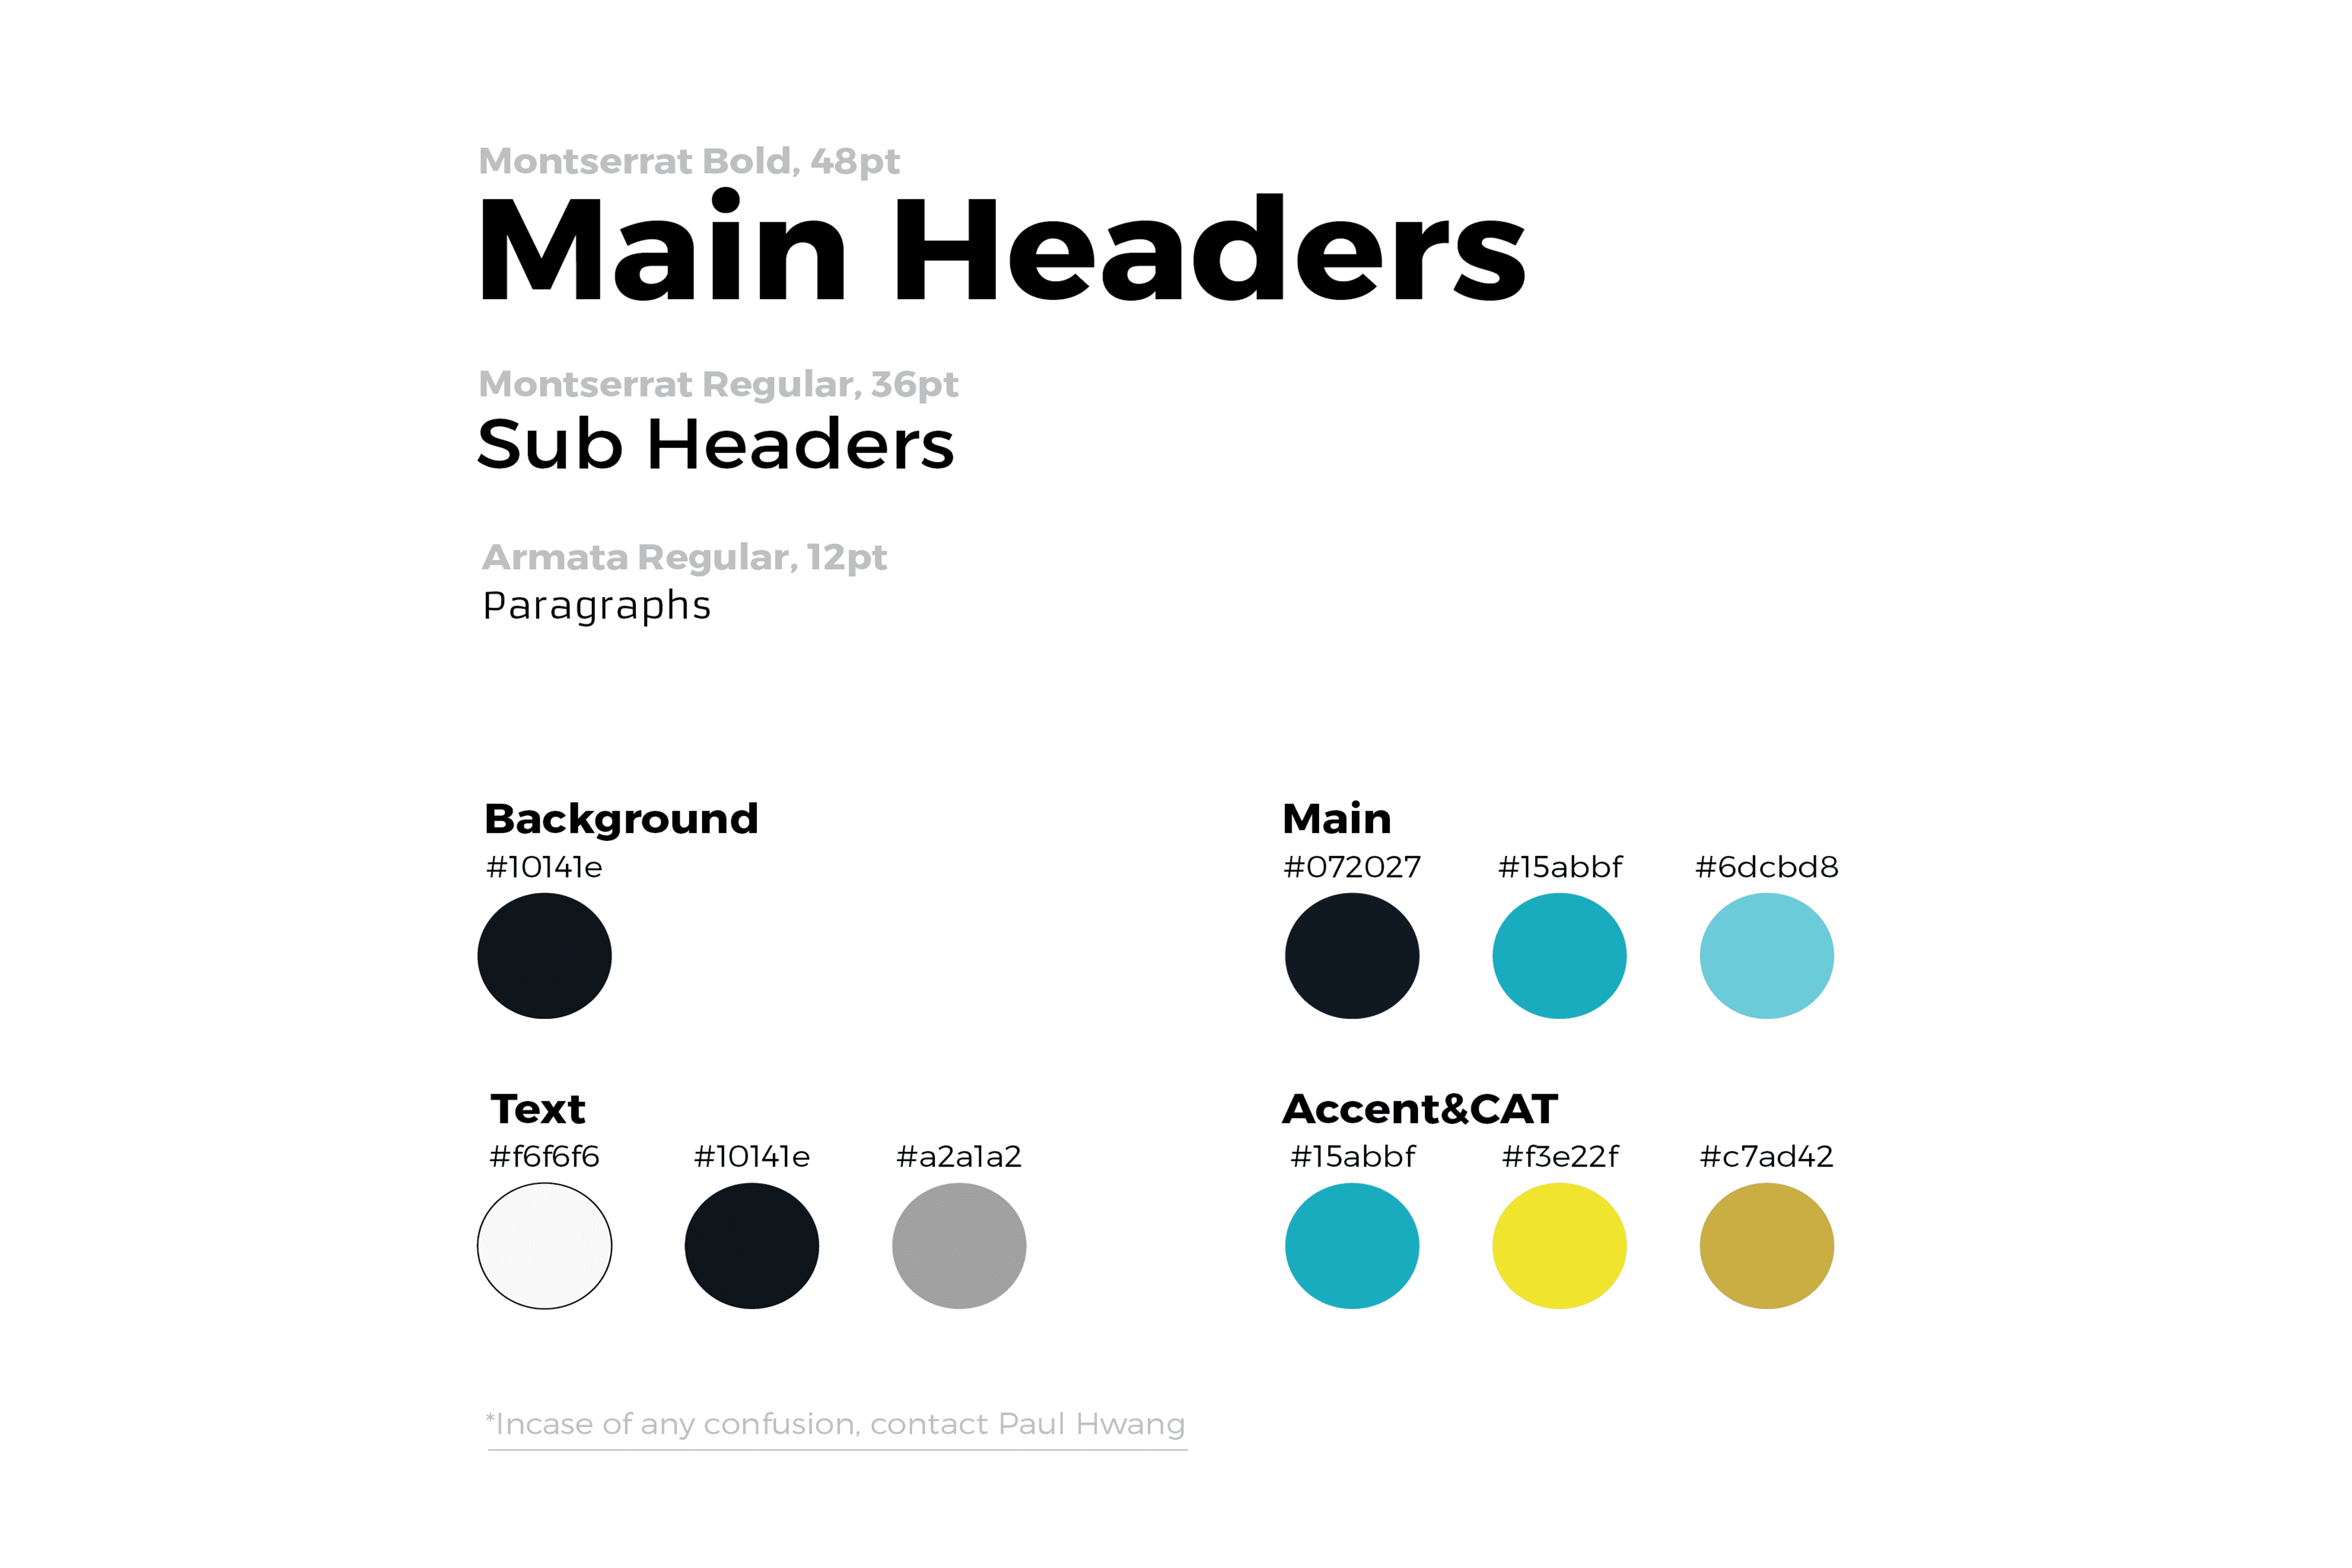 Montserrat Bold, 48pt
Main Headers
Montserrat Regular, 36pt
Sub Headers
Armata Regular, 12pt
Paragraphs
Background
#10141e
Main
#072027 #15abbf #6dcbd8
Text
#f6f6f6 #10141e #a2a1a2
Accent&CAT
#15abbf #f3e22f #c7ad42
*Incase of any confusion, contact Paul Hwang